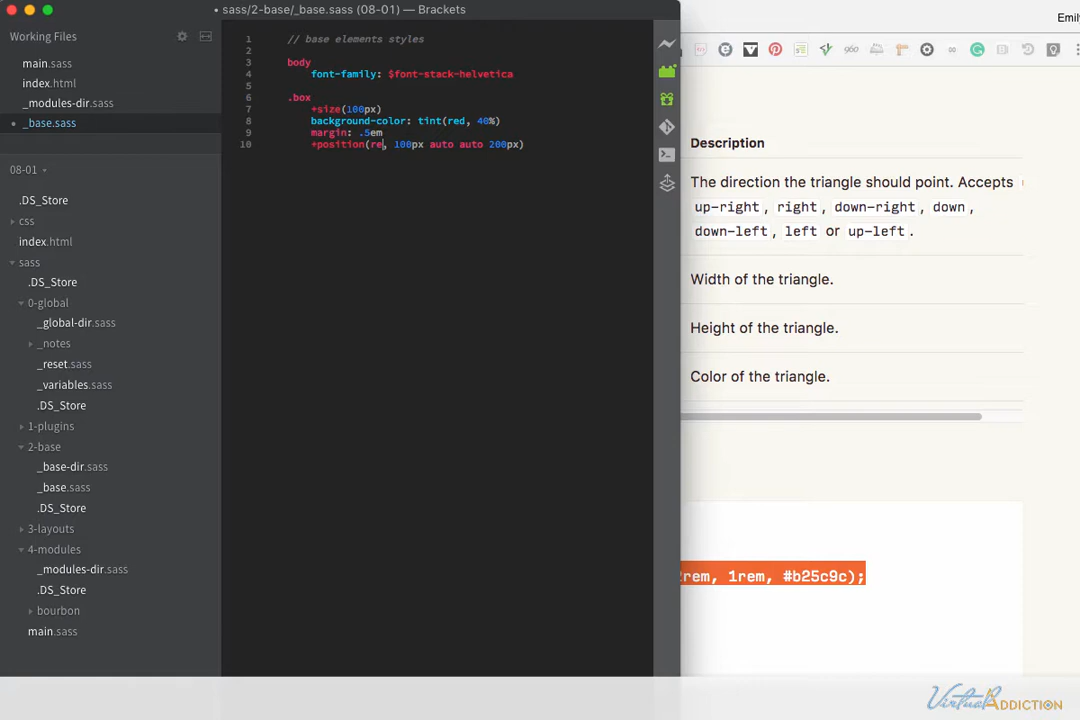 • sass/2-base/_base.sass (08-01) — Brackets
Emily
Working Files
main.sass
index.html
_modules-dir.sass
• _base.sass
08-01
.DS_Store
css
index.html
sass
.DS_Store
0-global
_global-dir.sass
_notes
_reset.sass
_variables.sass
.DS_Store
1-plugins
2-base
_base-dir.sass
_base.sass
.DS_Store
3-layouts
4-modules
_modules-dir.sass
.DS_Store
bourbon
main.sass
1 // base elements styles
2
3 body
4 font-family: $font-stack-helvetica
5
6 .box
7 +size(100px)
8 background-color: tint(red, 40%)
9 margin: .5em
10 +position(re, 100px auto auto 200px)
960
Description
The direction the triangle should point. Accepts
up-right, right, down-right, down,
down-left, left or up-left.
Width of the triangle.
Height of the triangle.
Color of the triangle.
2rem, 1rem, #b25c9c);
Virtual ADDICTION